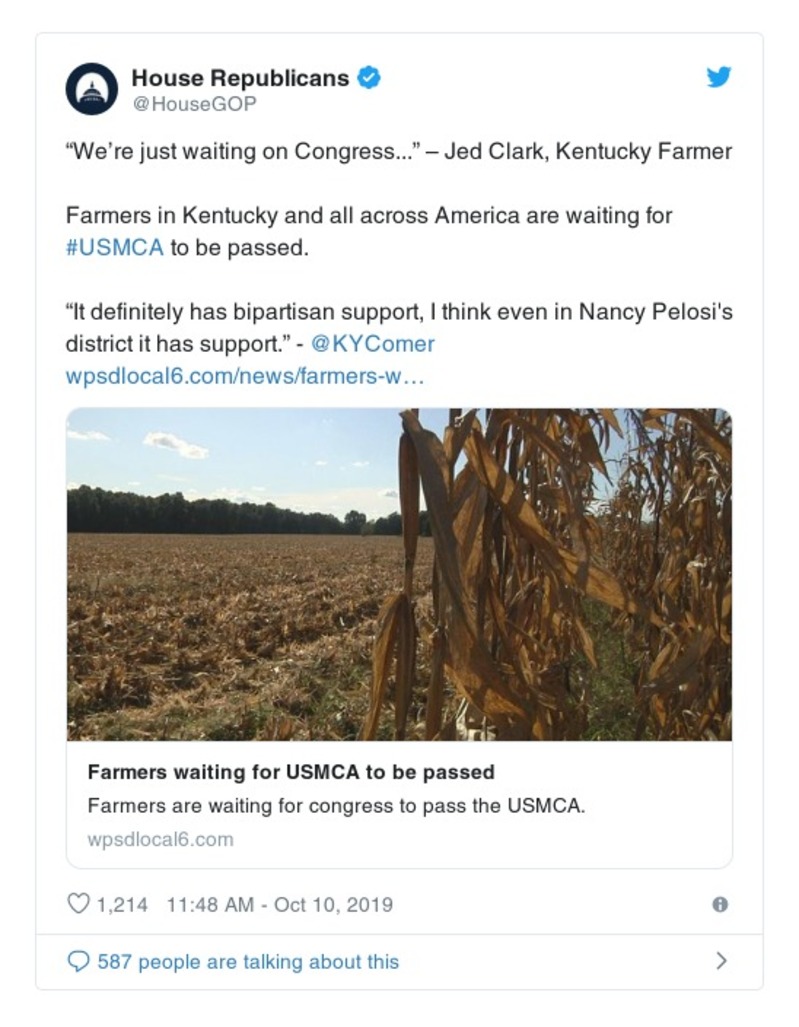 House Republicans
@HouseGOP
“We’re just waiting on Congress...” – Jed Clark, Kentucky Farmer
Farmers in Kentucky and all across America are waiting for
#USMCA to be passed.
“It definitely has bipartisan support, I think even in Nancy Pelosi's
district it has support.” - @KYComer
wpsdlocal6.com/news/farmers-w…
Farmers waiting for USMCA to be passed
Farmers are waiting for congress to pass the USMCA.
wpsdlocal6.com
1,214 11:48 AM - Oct 10, 2019
587 people are talking about this